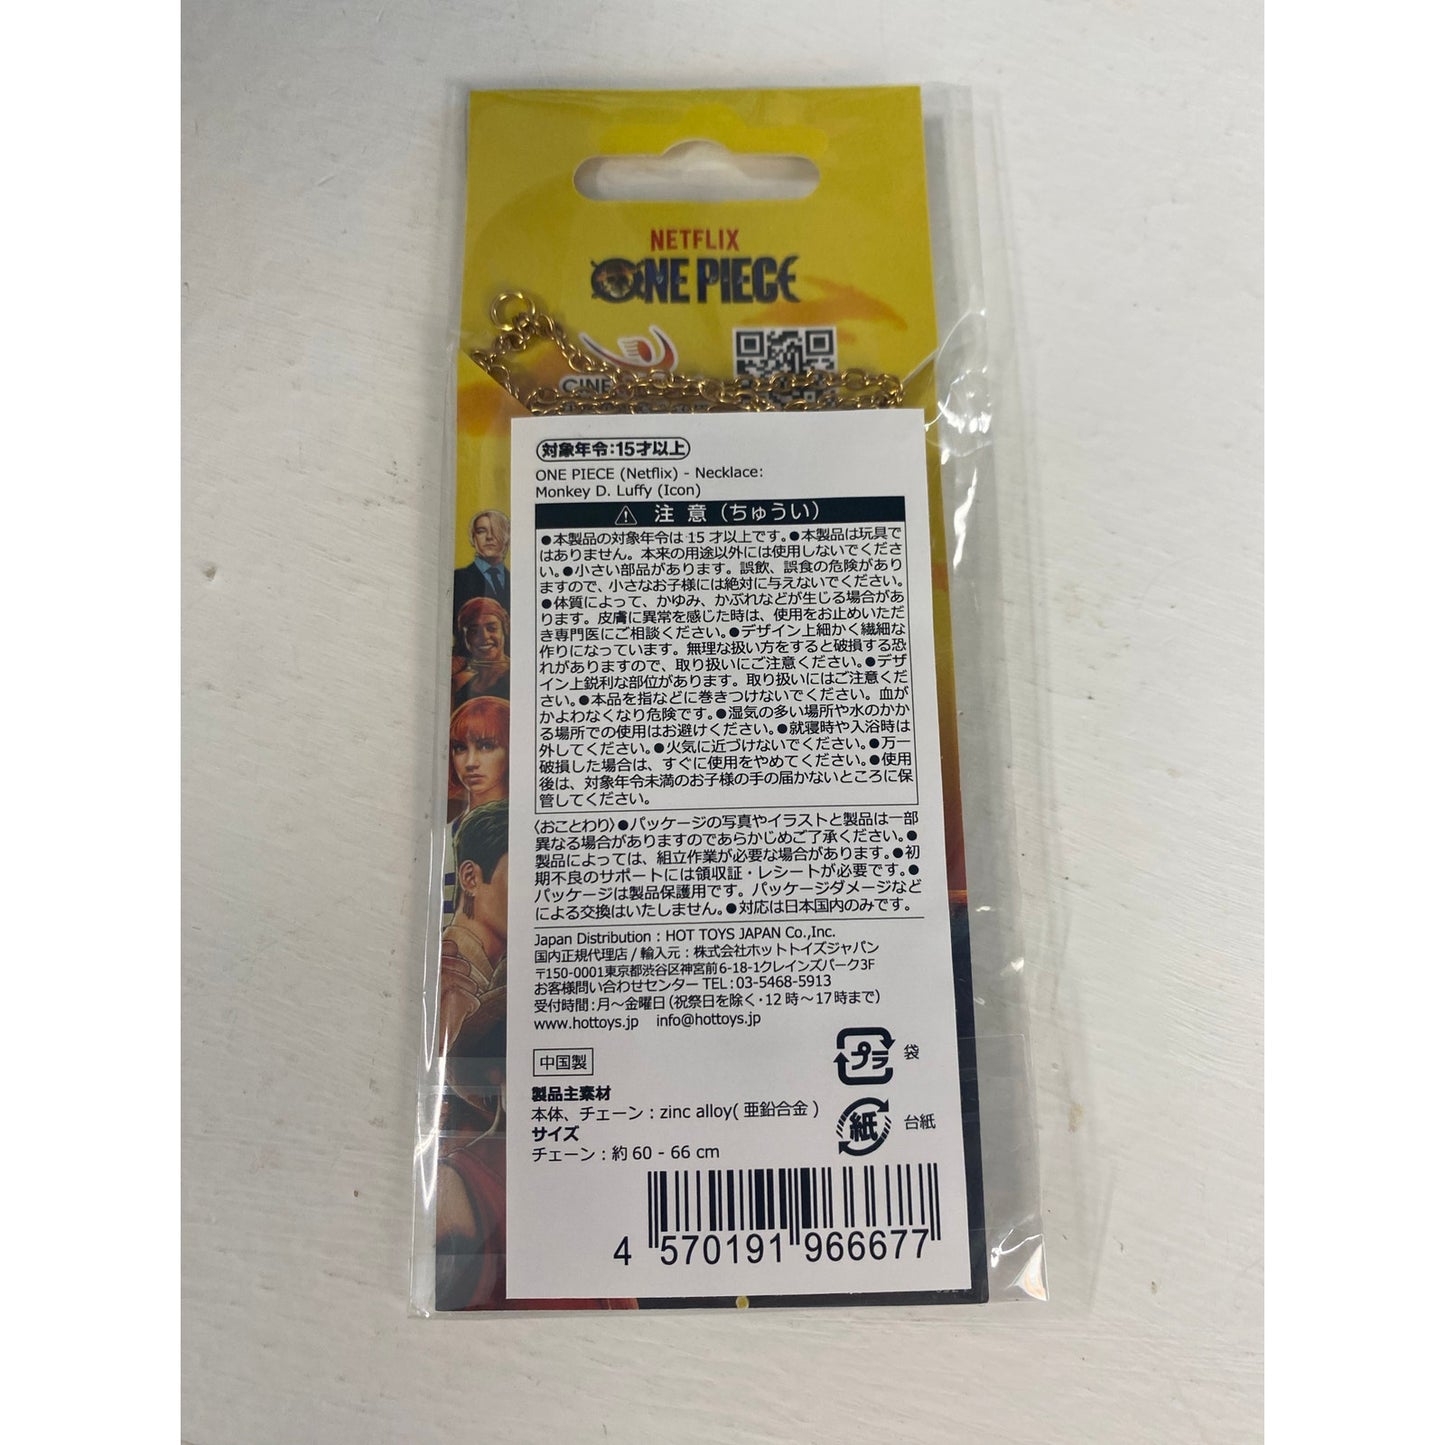 NETFLIX
ONE PIECE
CINE
対象年令:15才以上
ONE PIECE (Netflix) - Necklace:
Monkey D. Luffy (Icon)
注 意（ちゅうい）
●本製品の対象年令は 15 才以上です。●本製品は玩具で
はありません。本来の用途以外には使用しないでくださ
い。●小さい部品があります。誤飲、誤食の危険があり
ますので、小さなお子様には絶対に与えないでください。
●体質によって、かゆみ、かぶれなどが生じる場合があ
ります。皮膚に異常を感じた時は、使用をお止めいただ
き専門医にご相談ください。●デザイン上細かく繊細な
作りになっています。無理な扱い方をすると破損する恐
れがありますので、取り扱いにご注意ください。●デザ
イン上鋭利な部位があります。取り扱いにはご注意くだ
さい。●本品を指などに巻きつけないでください。血が
かよわなくなり危険です。●湿気の多い場所や水のかか
る場所での使用はお避けください。●就寝時や入浴時は
外してください。●火気に近づけないでください。●万一
破損した場合は、すぐに使用をやめてください。●使用
後は、対象年令未満のお子様の手の届かないところに保
管してください。
〈おことわり〉●パッケージの写真やイラストと製品は一部
異なる場合がありますのであらかじめご了承ください。●
製品によっては、組立作業が必要な場合があります。●初
期不良のサポートには領収証・レシートが必要です。●
パッケージは製品保護用です。パッケージダメージなど
による交換はいたしません。●対応は日本国内のみです。
Japan Distribution : HOT TOYS JAPAN Co.,Inc.
国内正規代理店 / 輸入元 : 株式会社ホットトイズジャパン
〒150-0001東京都渋谷区神宮前6-18-1クレインズパーク3F
お客様問い合わせセンター TEL : 03-5468-5913
受付時間 : 月～金曜日（祝祭日を除く・12 時～17時まで）
www.hottoys.jp info@hottoys.jp
中国製
プラ 袋
製品主素材
本体、チェーン : zinc alloy( 亜鉛合金 )
紙 台紙
サイズ
チェーン : 約 60 - 66 cm
4 570191 966677